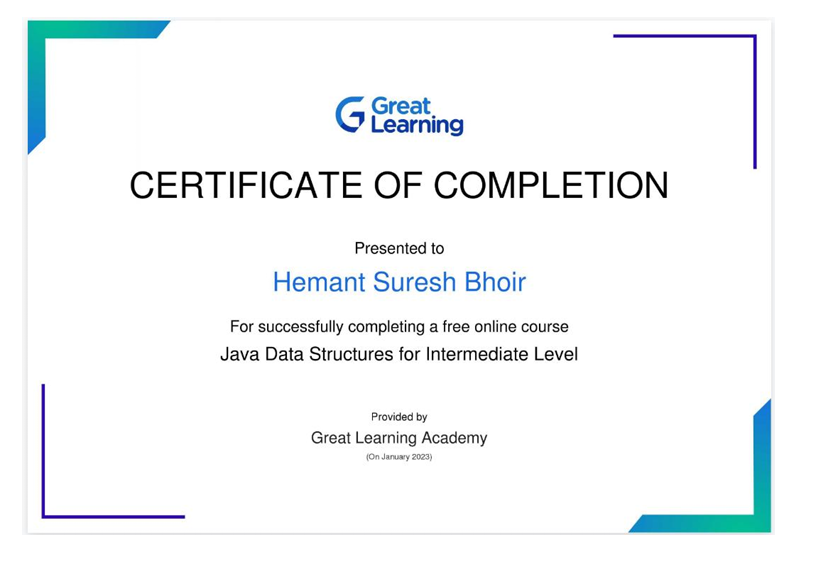 Great
Learning
CERTIFICATE OF COMPLETION
Presented to
Hemant Suresh Bhoir
For successfully completing a free online course
Java Data Structures for Intermediate Level
Provided by
Great Learning Academy
(On January 2023)